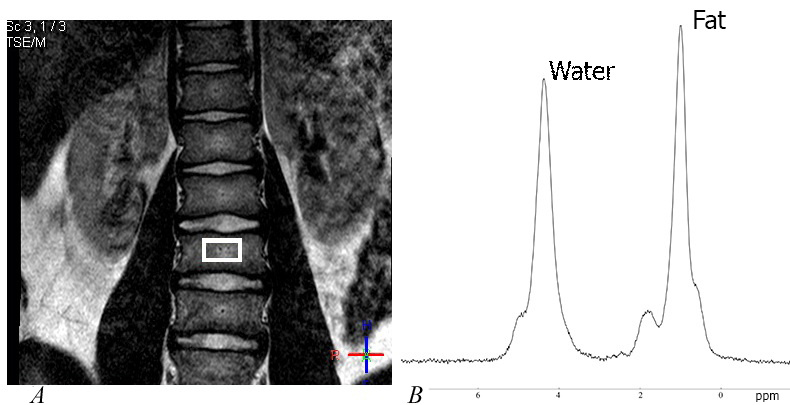 Sc 3, 1 / 3
TSE/M
H
P
A
Water
Fat
6 4 2 0 ppm
B